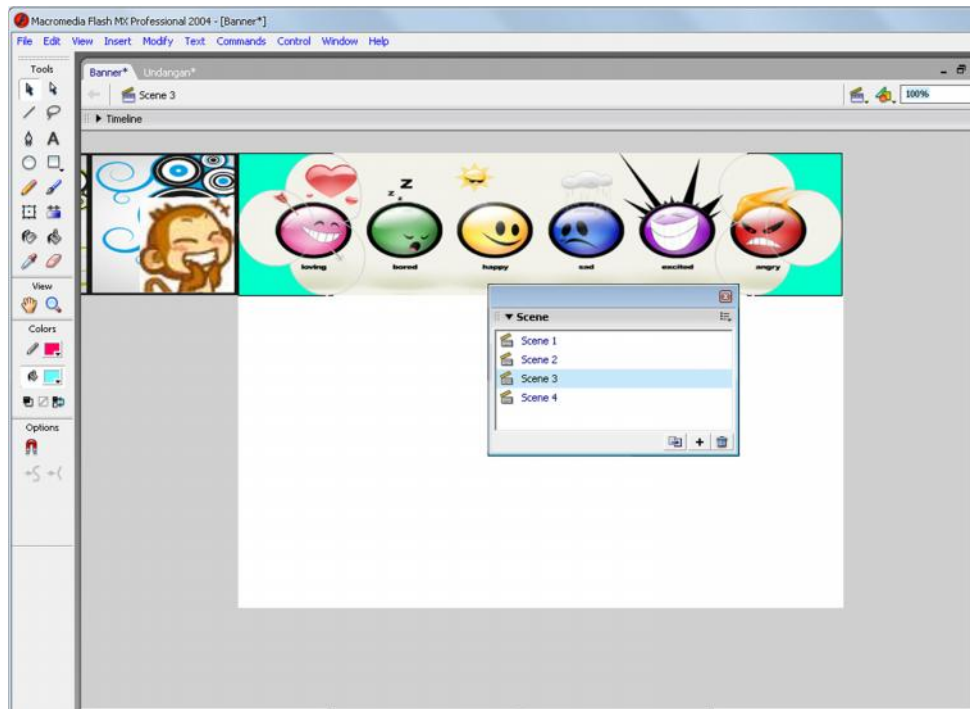 Macromedia Flash MX Professional 2004 - [Banner*]
File Edit View Insert Modify Text Commands Control Window Help
Tools
Banner* Undangan*
Scene 3
100%
Timeline
A
z z z
loving bored happy sad excited angry
View
Colors
Options
Scene
Scene 1
Scene 2
Scene 3
Scene 4